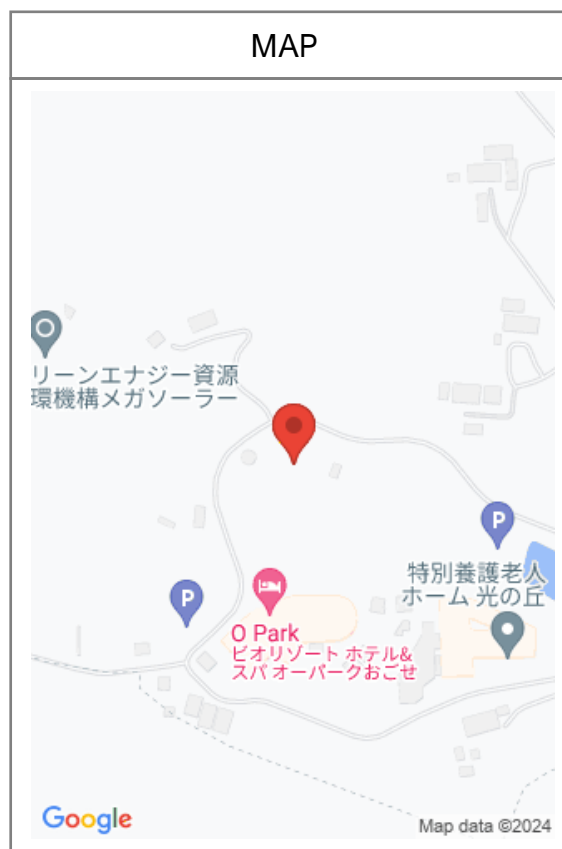 MAP
リーンエナジー資源
環機構メガソーラー
P
特別養護老人
ホーム 光の丘
P
O Park
ビオリゾート ホテル&
スパ オーパークおごせ
Google
Map data ©2024